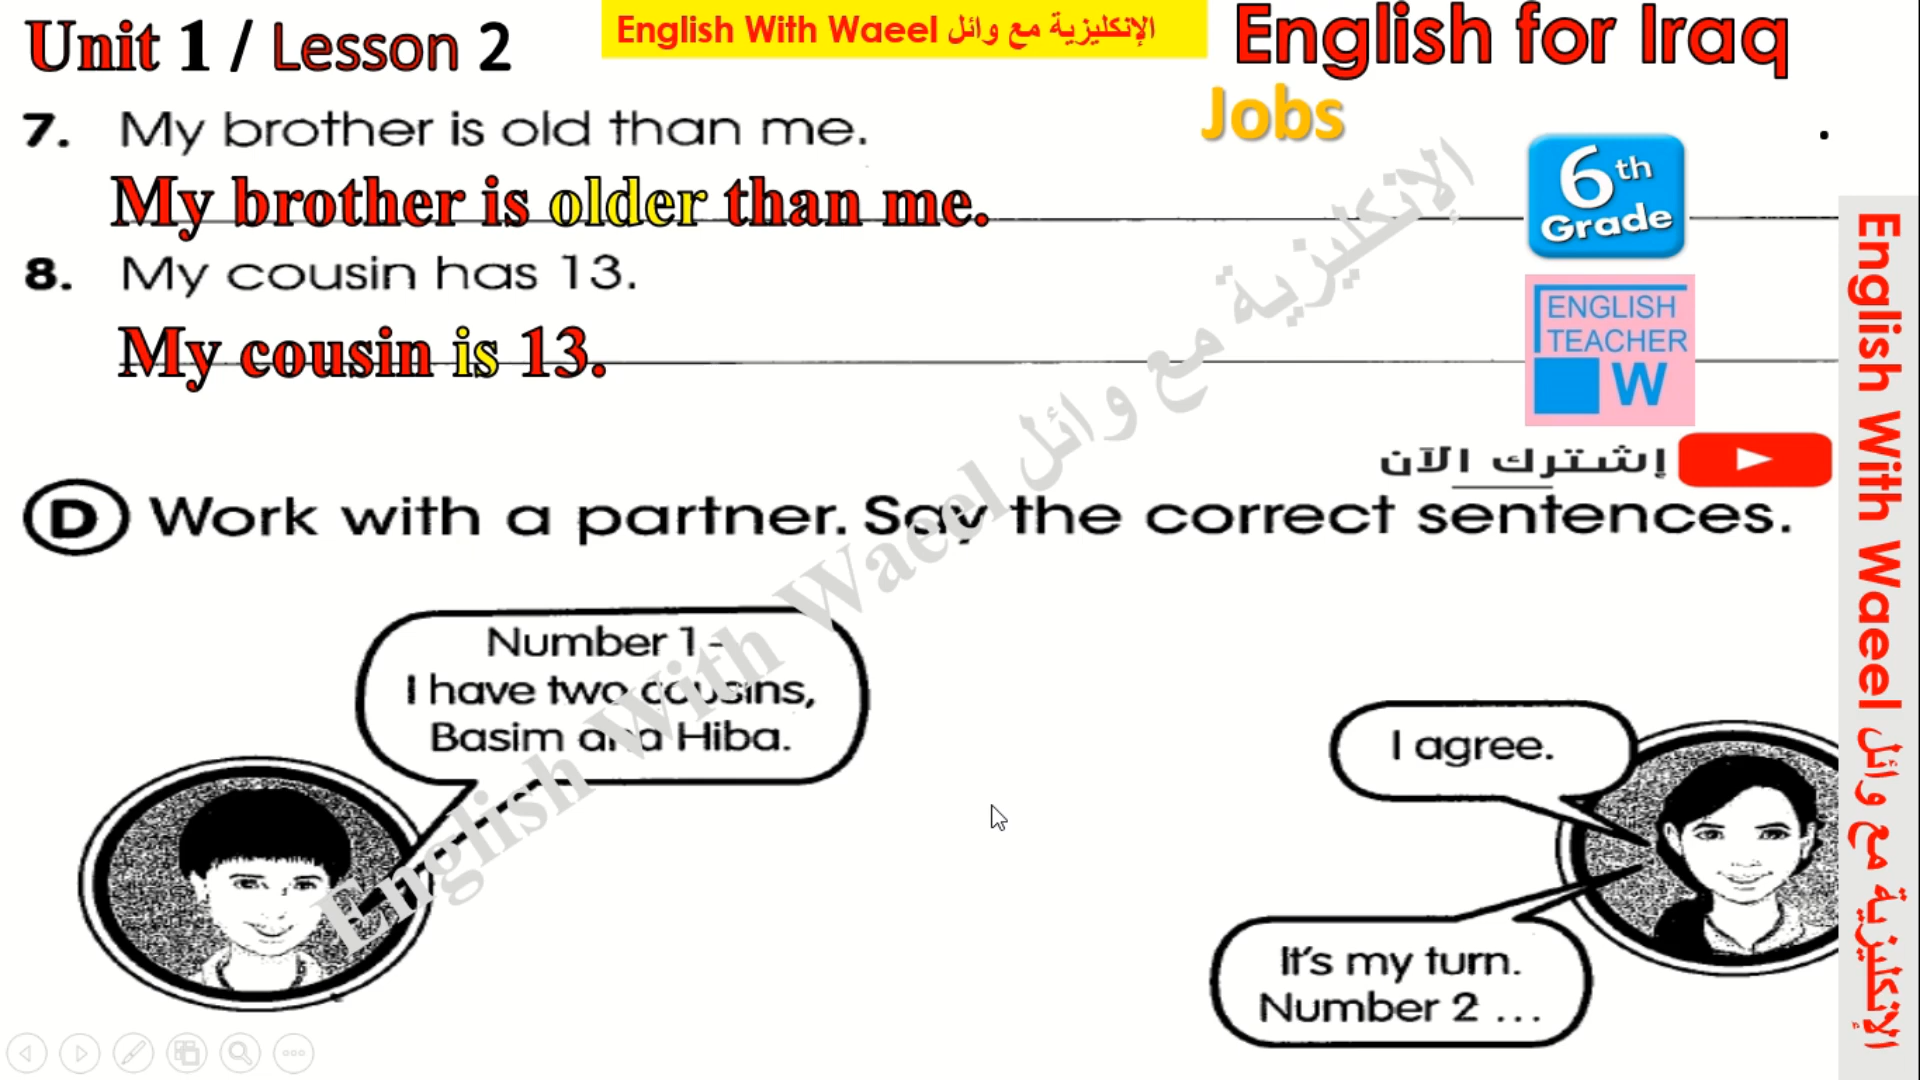 Unit 1 / Lesson 2
English With Waeel الإنكليزية مع وائل
English for Iraq
Jobs
7. My brother is old than me.
My brother is older than me.
8. My cousin has 13.
My cousin is 13.
6th
Grade
ENGLISH
TEACHER
W
إشترك الآن
D Work with a partner. Say the correct sentences.
Number 1 -
I have two cousins,
Basim and Hiba.
I agree.
It's my turn.
Number 2 ...
English With Waeel الإنكليزية مع وائل
English With Waeel الإنكليزية مع وائل